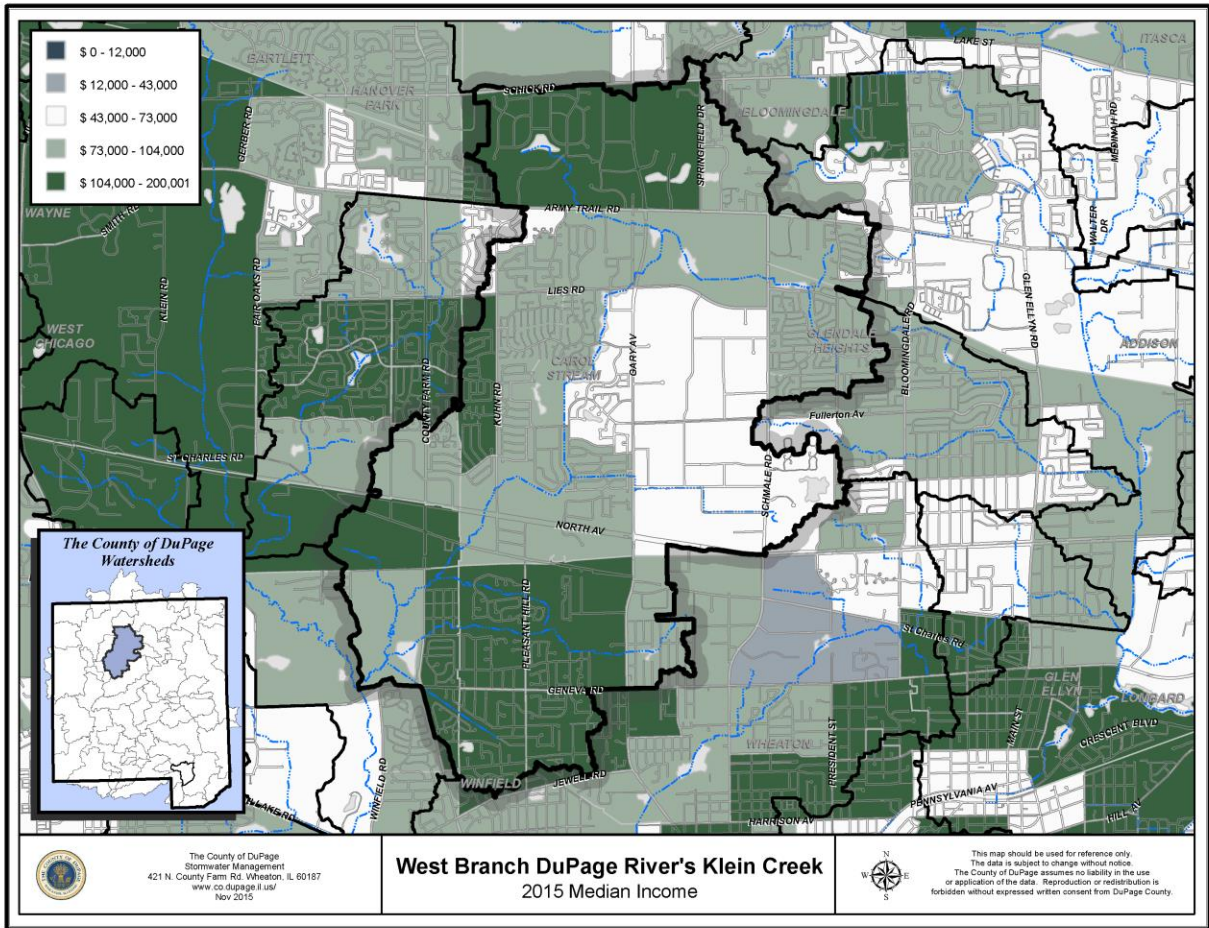 $ 0 - 12,000
$ 12,000 - 43,000
$ 43,000 - 73,000
$ 73,000 - 104,000
$ 104,000 - 200,001
LAKE ST
ITASCA
BARTLETT
HANOVER
PARK
SCHICK RD
BLOOMINGDALE
MEDINAH RD
GERBER RD
SPRINGFIELD DR
WAYNE
SMITH RD
ARMY TRAIL RD
WALTER
DR
KLEIN RD
FAIR OAKS RD
LIES RD
GLEN ELLYN RD
WEST
CHICAGO
COUNTY FARM RD
KUHN RD
CAROL
STREAM
GARY AV
GLENDALE
HEIGHTS
BLOOMINGDALE RD
ADDISON
Fullerton Av
ST CHARLES RD
SCHMALE RD
NORTH AV
PLEASANT HILL RD
St Charles Rd
GENEVA RD
GLEN
ELLYN
LOMBARD
MAIN ST
CRESCENT BLVD
WHEATON
PRESIDENT ST
WINFIELD
JEWELL RD
WINFIELD RD
PENNSYLVANIA AV
HARRISON AV
HILL AV
LAKE RD
The County of DuPage
Watersheds
The County of DuPage
Stormwater Management
421 N. County Farm Rd. Wheaton, IL 60187
www.co.dupage.il.us/
Nov 2015
West Branch DuPage River's Klein Creek
2015 Median Income
N
W
E
S
This map should be used for reference only.
The data is subject to change without notice.
The County of DuPage assumes no liability in the use
or application of the data. Reproduction or redistribution is
forbidden without expressed written consent from DuPage County.